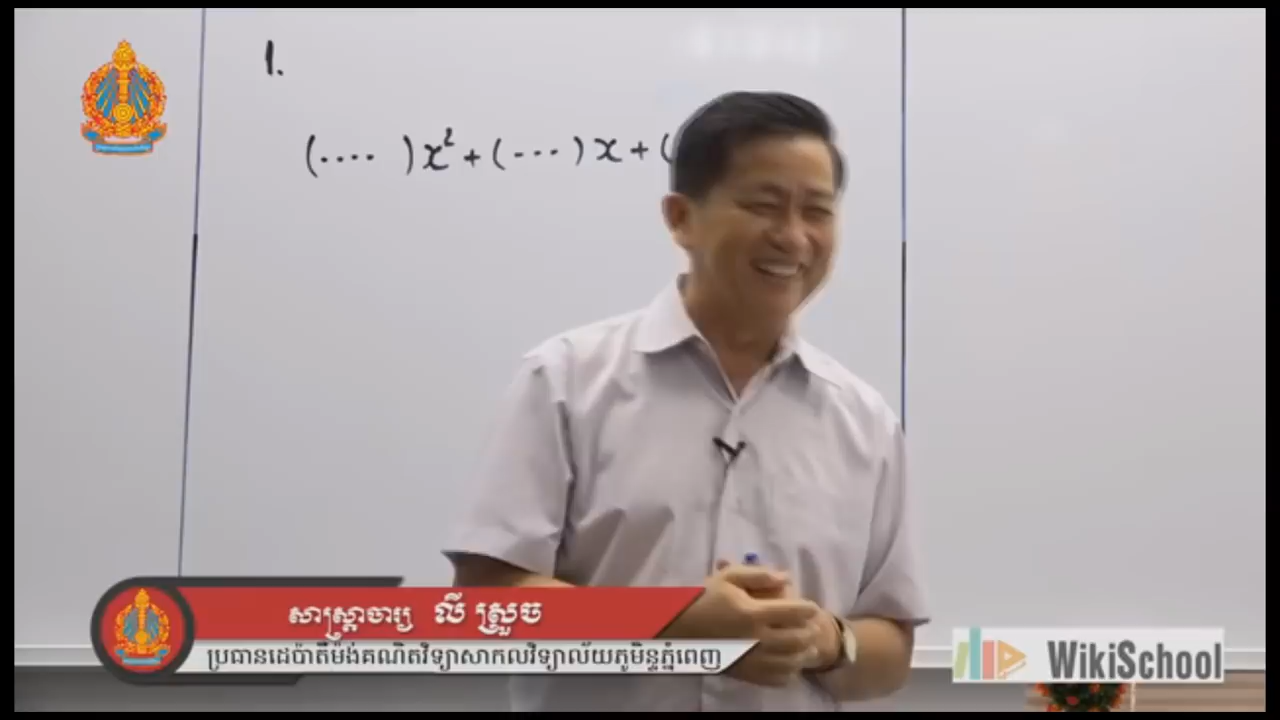 1.
(.... )x²+(---)x+(
សាស្ត្រាចារ្យ លី ស្រួច
ប្រធានដេប៉ាតឺម៉ង់គណិតវិទ្យាសាកលវិទ្យាល័យភូមិន្ទភ្នំពេញ
WikiSchool